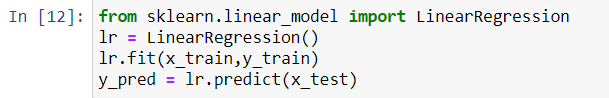 In [12]: from sklearn.linear_model import LinearRegression
lr = LinearRegression()
lr.fit(x_train,y_train)
y_pred = lr.predict(x_test)